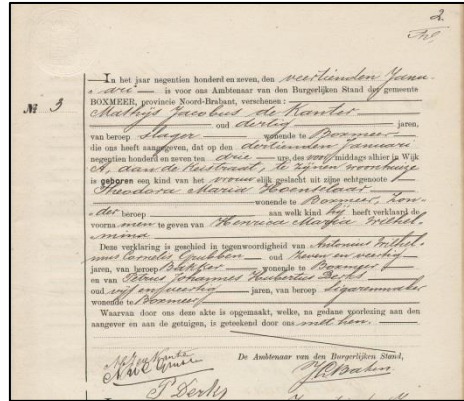 2.
№ 3
In het jaar negentien honderd en zeven, den veertienden Janu-
ari is voor ons Ambtenaar van den Burgerlijken Stand der gemeente
BOXMEER, provincie Noord-Brabant, verschenen:
Mathijs Jacobus de Kanter
oud dertig jaren,
van beroep slager wonende te Boxmeer
die ons heeft aangegeven, dat op den dertienden Januari
negentien honderd en zeven ten drie ure, des voormiddags alhier in Wijk
A, aan de straat, te zijnen woonhuize
is geboren een kind van het vrouwelijk geslacht uit zijne echtgenoote
Theodora Maria Hoenselaar
wonende te Boxmeer, zon-
der beroep aan welk kind hij heeft verklaard de
voornamen te geven van Henrica Maria Wilhel-
mina
Deze verklaring is geschied in tegenwoordigheid van Antonius Wilhel-
mus Cornelis Grubben oud zeven en veertig
jaren, van beroep wonende te Boxmeer
en van Petrus Johannes Hubertus Derks
oud vijf en veertig jaren, van beroep sigarenmaker
wonende te Boxmeer
Waarvan door ons deze akte is opgemaakt, welke, na gedane voorlezing aan den
aangever en aan de getuigen, is geteekend door ons met hen.
De Ambtenaar van den Burgerlijken Stand,
P Derks